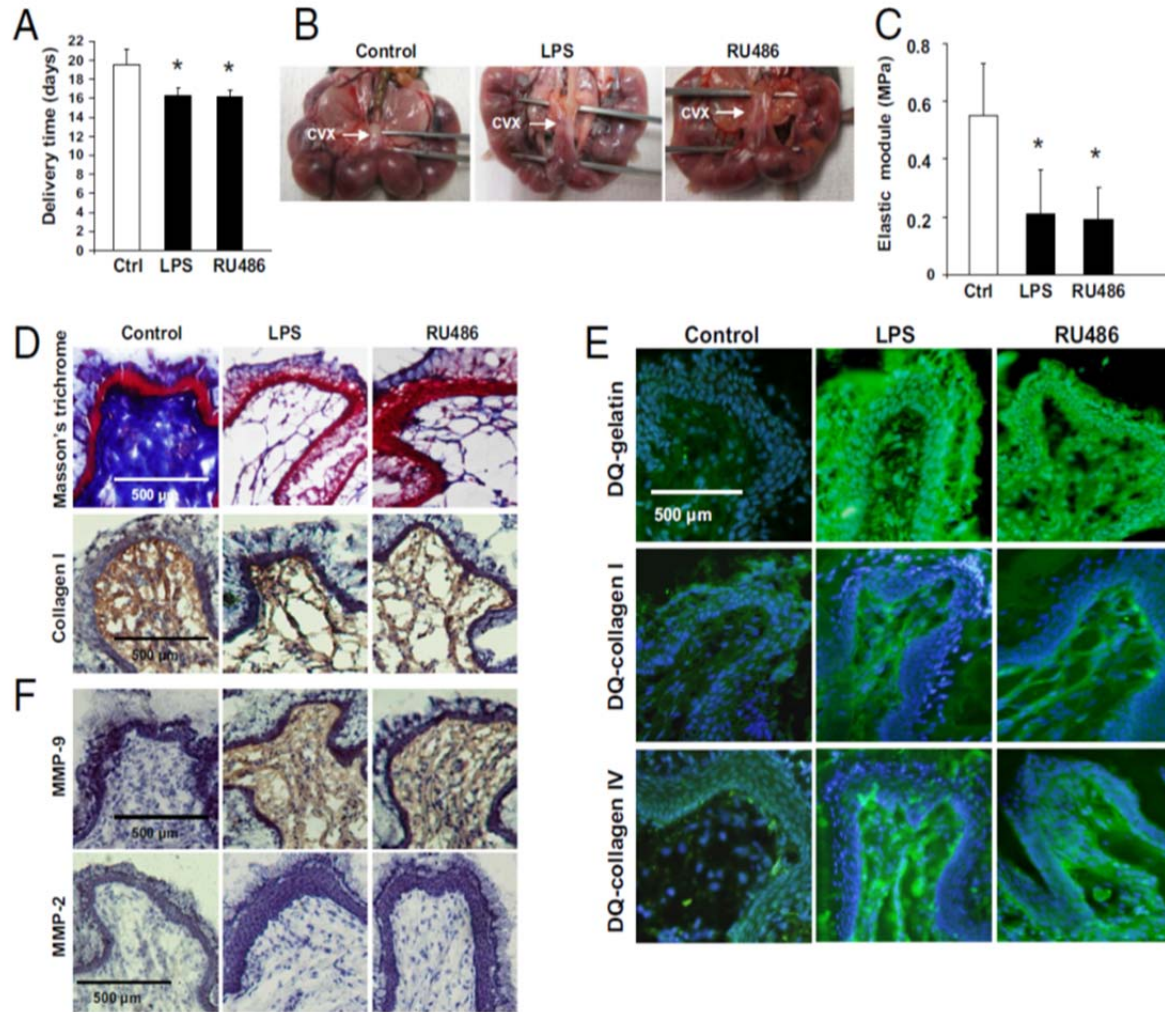 A
Delivery time (days)
22
20
18
16
14
12
10
8
6
4
2
0
*
*
Ctrl LPS RU486
B
Control LPS RU486
CVX
CVX
CVX
C
Elastic module (MPa)
0.8
0.6
0.4
0.2
0
*
*
Ctrl LPS RU486
D
Control LPS RU486
Masson's trichrome
500 µm
Collagen I
500 µm
F
MMP-9
500 µm
MMP-2
500 µm
E
Control LPS RU486
DQ-gelatin
500 µm
DQ-collagen I
DQ-collagen IV